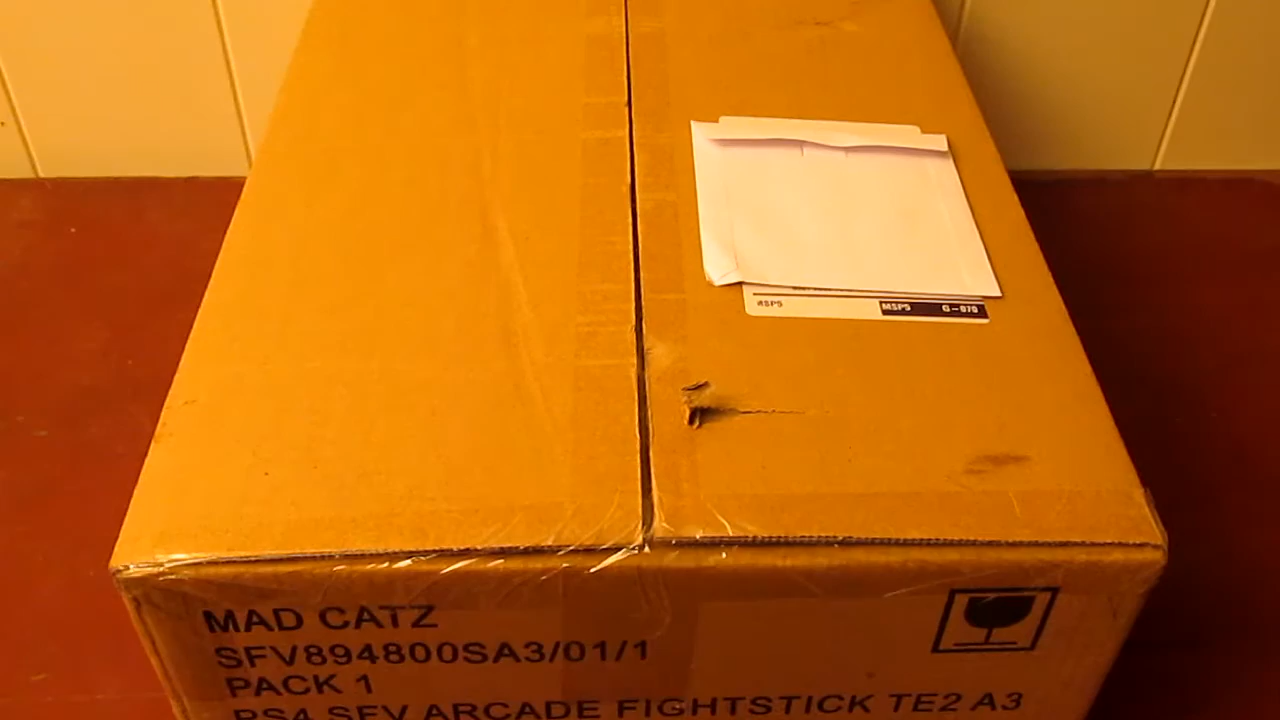 MSP5 MSP5 G-070
MAD CATZ
SFV894800SA3/01/1
PACK 1
PS4 SFV ARCADE FIGHTSTICK TE2 A3